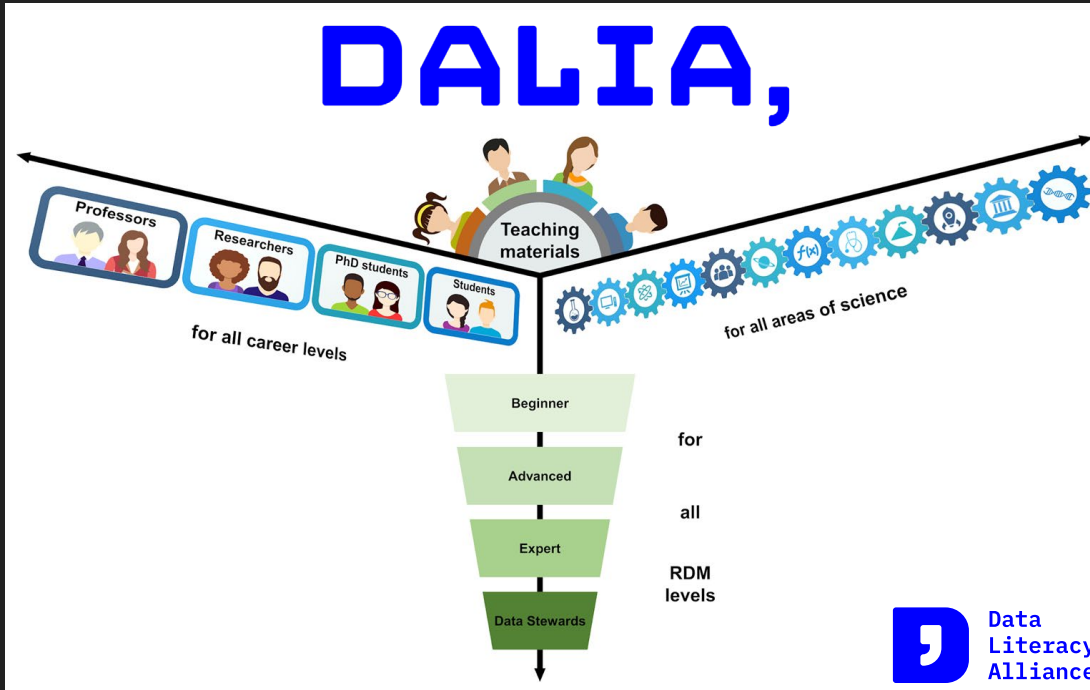 DALIA,
Teaching
materials
Professors
Researchers
PhD students
Students
for all career levels
f(x)
for all areas of science
Beginner
Advanced
Expert
Data Stewards
for
all
RDM
levels
Data
Literacy
Alliance